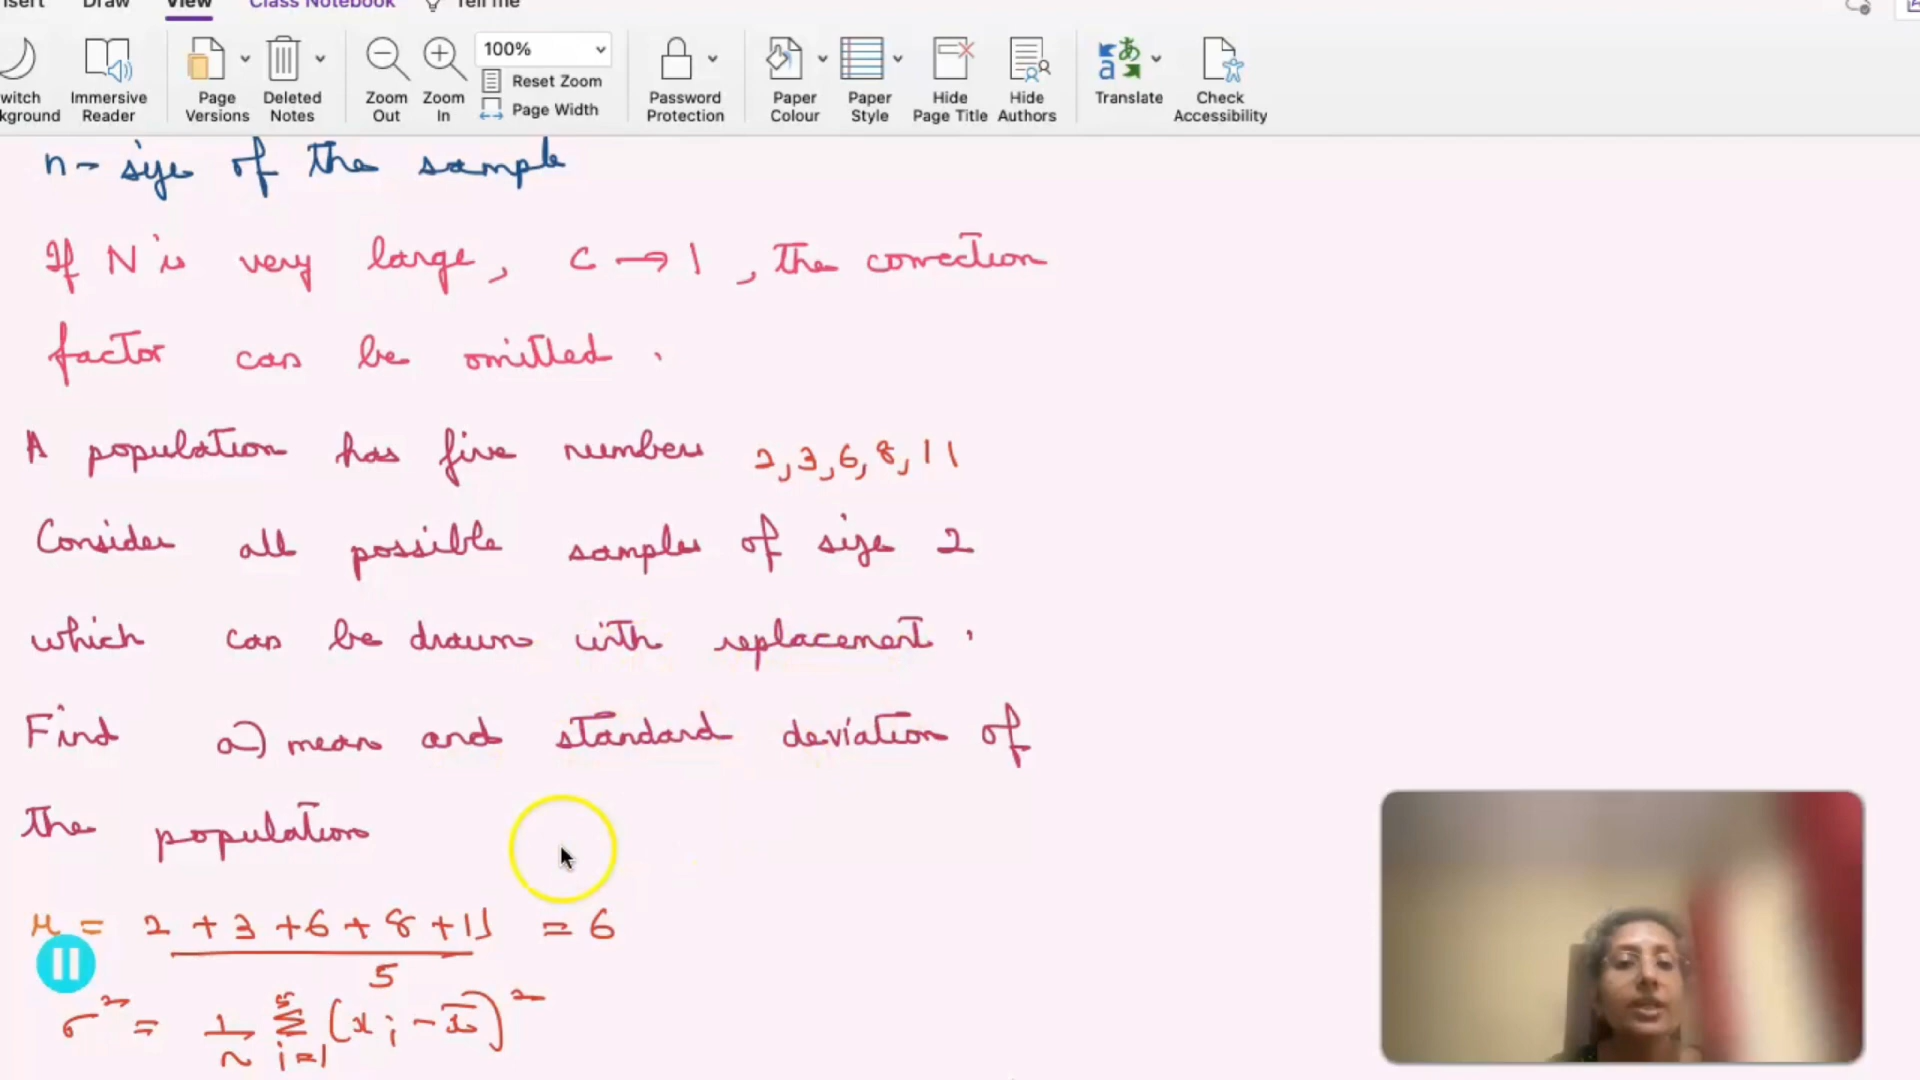 nsert Draw View Class Notebook Tell me
witch kground Immersive Reader Page Versions Deleted Notes Zoom Out Zoom In 100% Reset Zoom Page Width Password Protection Paper Colour Paper Style Hide Page Title Hide Authors Translate Check Accessibility
n - size of the sample
If N is very large, c → 1, the correction
factor can be omitted.
A population has five numbers 2, 3, 6, 8, 11
Consider all possible samples of size 2
which can be drawn with replacement.
Find a) mean and standard deviation of
the population
μ = 2 + 3 + 6 + 8 + 11 / 5 = 6
σ² = 1/n Σ i=1 5 (xi - x̄)²